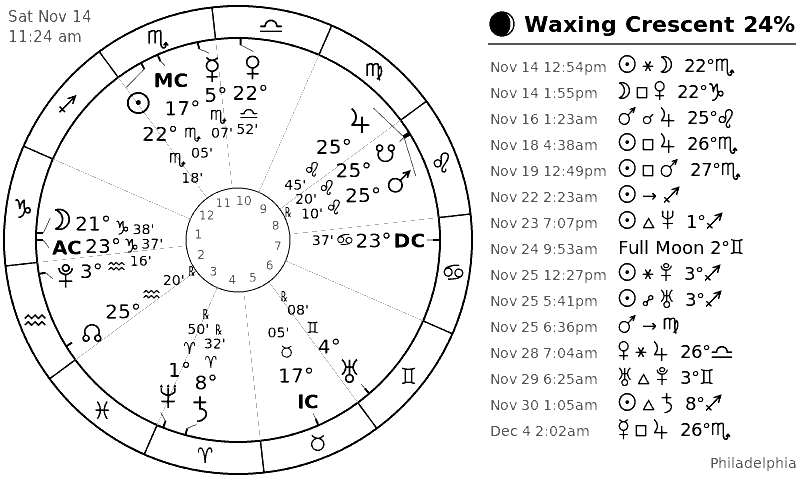 Sat Nov 14
11:24 am
♏ ♎ ♍ ♌ ♋ ♊ ♉ ♈ ♓ ♒ ♑ ♐
☉ 22° ♏ 18'
MC 17° ♏ 05'
☿ 5° ♏ 07'
♀ 22° ♎ 52'
♃ 25° ♌ 45'
☋ 25° ♌ 20' ℞
♂ 25° ♌ 10'
☽ 21° ♑ 38'
AC 23° ♑ 37'
37' ♋ 23° DC
♇ 3° ♒ 16'
☊ 25° ♒ 20' ℞
♆ 1° ♈ 50' ℞
♄ 8° ♈ 32' ℞
IC 17° ♉ 05'
♅ 4° ♊ 08' ℞
1 2 3 4 5 6 7 8 9 10 11 12
Waxing Crescent 24%
Nov 14 12:54pm ☉ ⚹ ☽ 22°♏
Nov 14 1:55pm ☽ □ ♀ 22°♑
Nov 16 1:23am ♂ ☌ ♃ 25°♌
Nov 18 4:38am ☉ □ ♃ 26°♏
Nov 19 12:49pm ☉ □ ♂ 27°♏
Nov 22 2:23am ☉ → ♐
Nov 23 7:07pm ☉ △ ♆ 1°♐
Nov 24 9:53am Full Moon 2°♊
Nov 25 12:27pm ☉ ⚹ ♇ 3°♐
Nov 25 5:41pm ☉ ☍ ♅ 3°♐
Nov 25 6:36pm ♂ → ♍
Nov 28 7:04am ♀ ⚹ ♃ 26°♎
Nov 29 6:25am ♅ △ ♇ 3°♊
Nov 30 1:05am ☉ △ ♄ 8°♐
Dec 4 2:02am ☿ □ ♃ 26°♏
Philadelphia